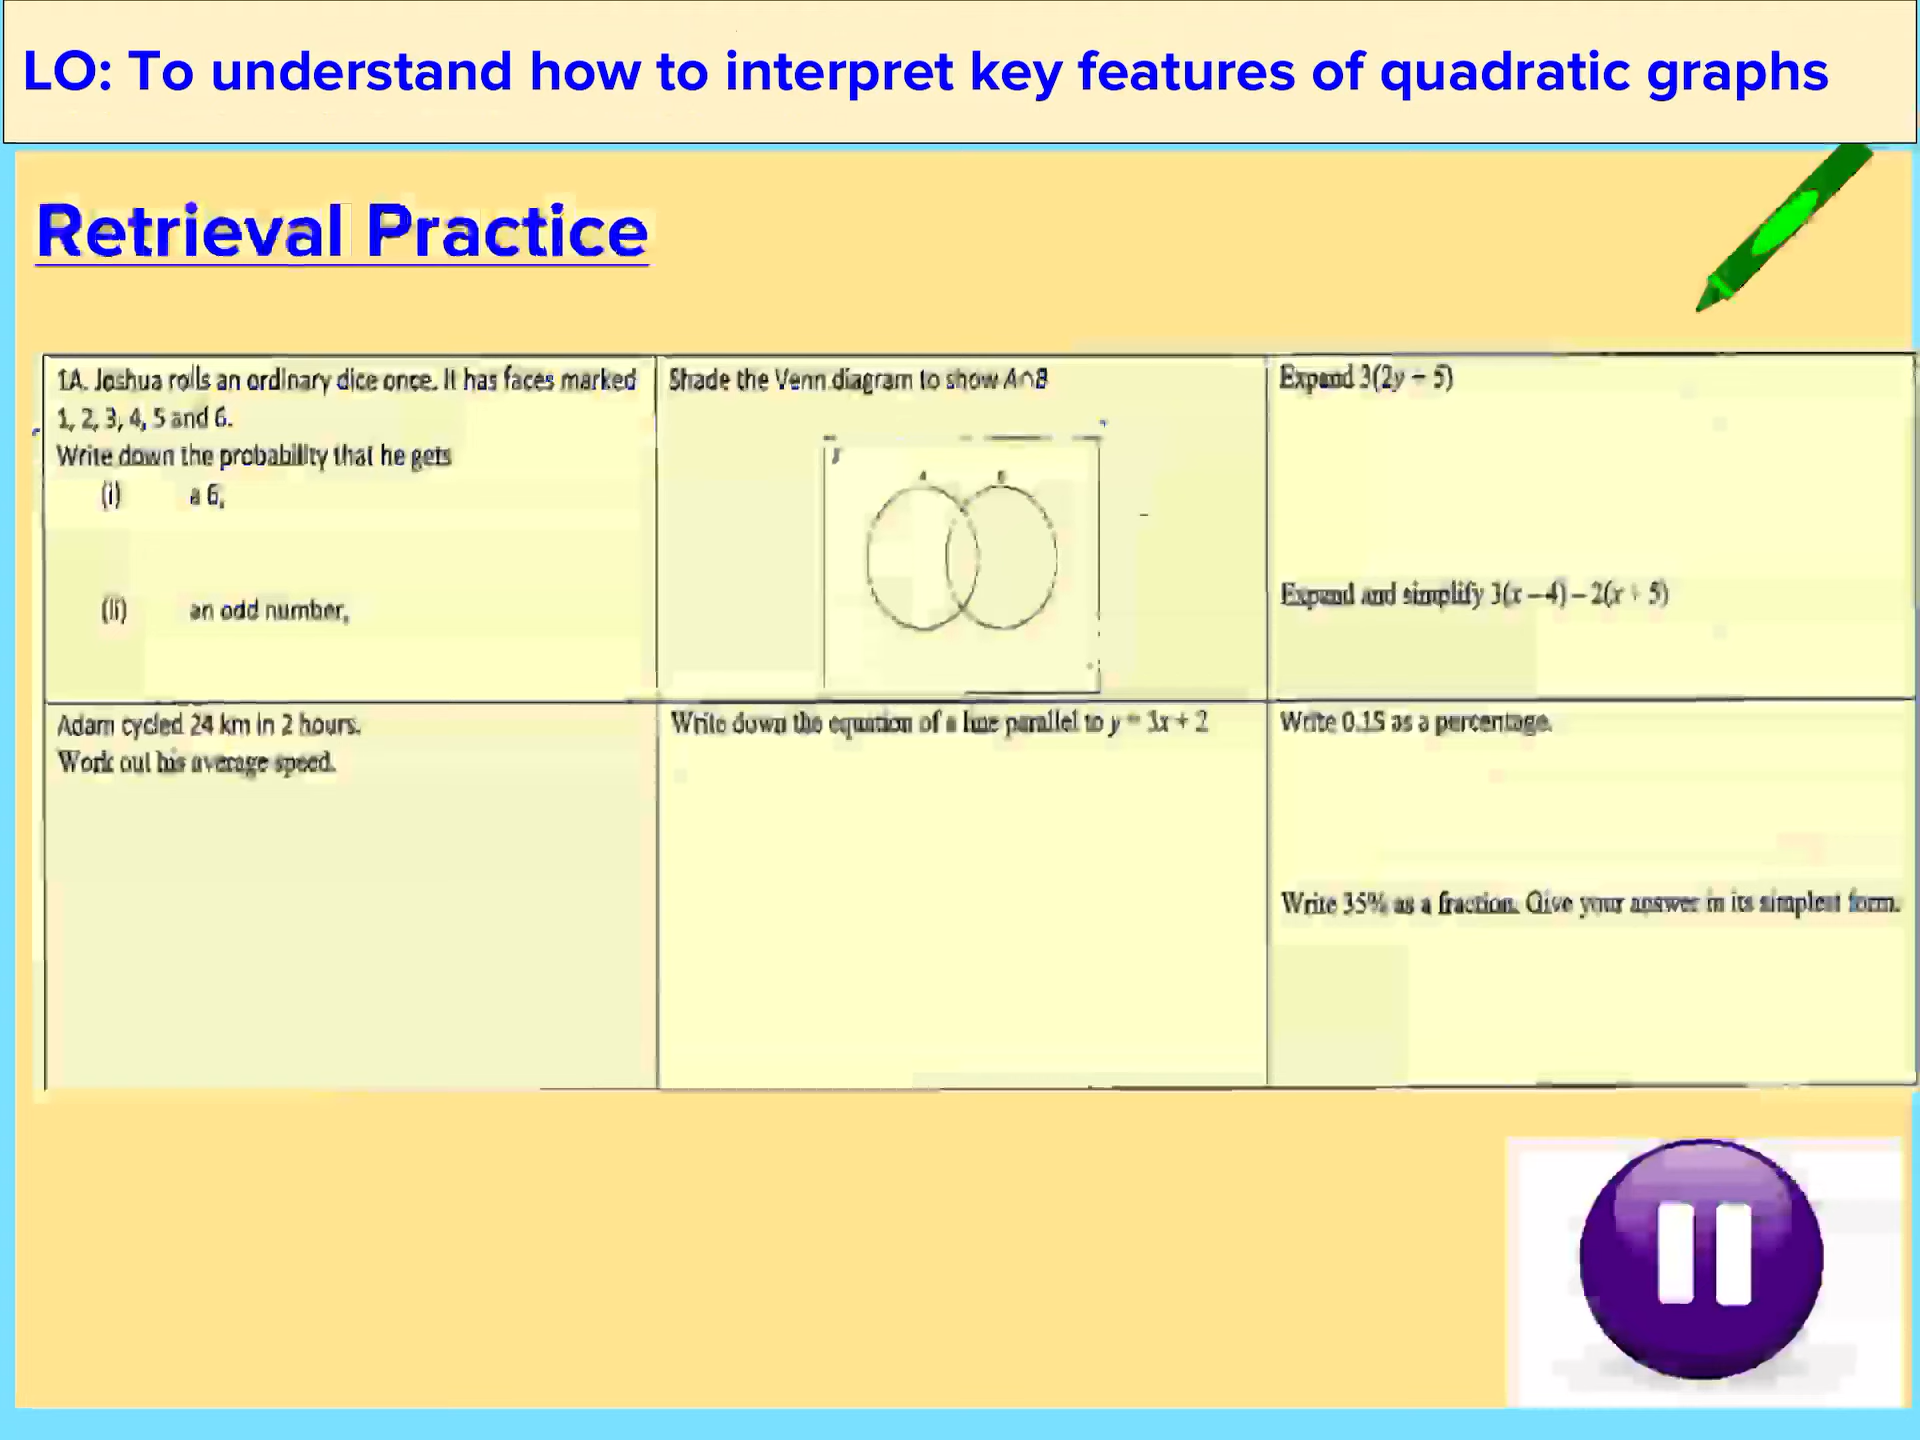 LO: To understand how to interpret key features of quadratic graphs
Retrieval Practice
1A. Joshua rolls an ordinary dice once. It has faces marked
1, 2, 3, 4, 5 and 6.
Write down the probability that he gets
(i) a 6,
(ii) an odd number,
Shade the Venn diagram to show A∩B
A B
Expand 3(2y – 5)
Expand and simplify 3(x – 4) – 2(x + 5)
Adam cycled 24 km in 2 hours.
Work out his average speed.
Write down the equation of a line parallel to y = 3x + 2
Write 0.15 as a percentage.
Write 35% as a fraction. Give your answer in its simplest form.